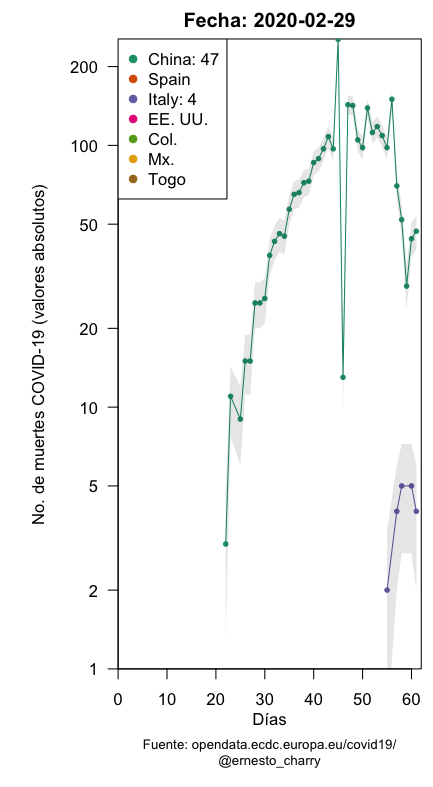 Fecha: 2020-02-29
No. de muertes COVID-19 (valores absolutos)
200
100
50
20
10
5
2
1
China: 47
Spain
Italy: 4
EE. UU.
Col.
Mx.
Togo
0 10 20 30 40 50 60
Días
Fuente: opendata.ecdc.europa.eu/covid19/
@ernesto_charry